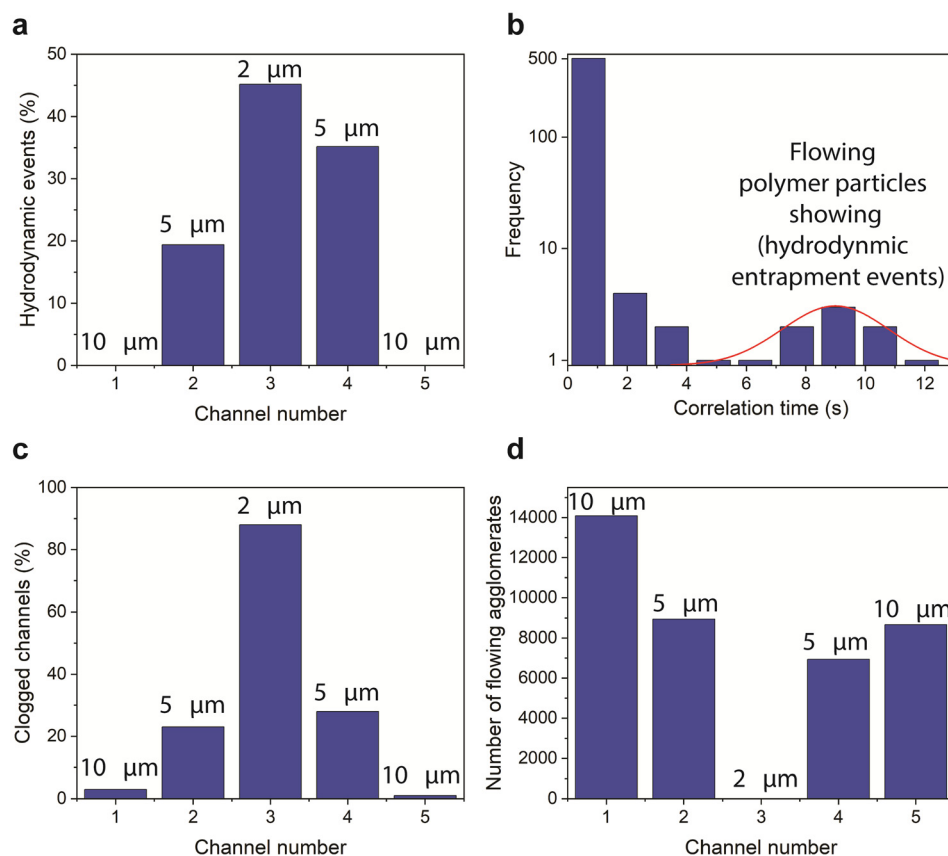 a
50
40
30
20
10
0
Hydrodynamic events (%)
10 µm
5 µm
2 µm
5 µm
10 µm
1 2 3 4 5
Channel number
b
500
100
10
1
Frequency
Flowing
polymer particles
showing
(hydrodynmic
entrapment events)
0 2 4 6 8 10 12
Correlation time (s)
c
100
80
60
40
20
0
Clogged channels (%)
10 µm
5 µm
2 µm
5 µm
10 µm
1 2 3 4 5
Channel number
d
14000
12000
10000
8000
6000
4000
2000
0
Number of flowing agglomerates
10 µm
5 µm
2 µm
5 µm
10 µm
1 2 3 4 5
Channel number